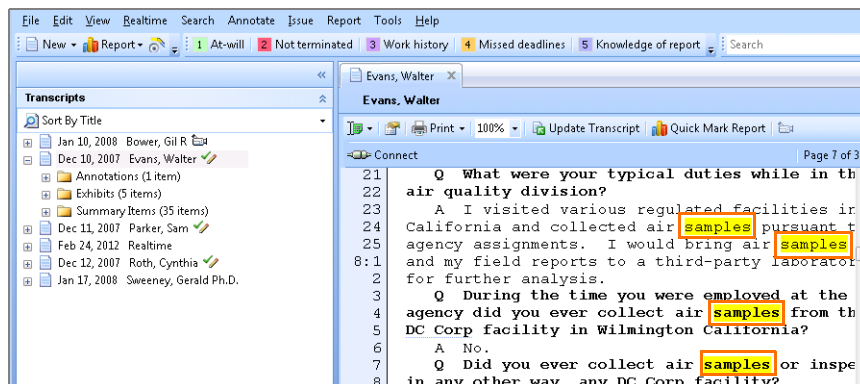 File Edit View Realtime Search Annotate Issue Report Tools Help
New Report 1 At-will 2 Not terminated 3 Work history 4 Missed deadlines 5 Knowledge of report Search
«
Transcripts
Sort By Title
Jan 10, 2008 Bower, Gil R
Dec 10, 2007 Evans, Walter
Annotations (1 item)
Exhibits (5 items)
Summary Items (35 items)
Dec 11, 2007 Parker, Sam
Feb 24, 2012 Realtime
Dec 12, 2007 Roth, Cynthia
Jan 17, 2008 Sweeney, Gerald Ph.D.
Evans, Walter X
Evans, Walter
Print 100% Update Transcript Quick Mark Report
Connect Page 7 of 3
21 Q What were your typical duties while in th
22 air quality division?
23 A I visited various regulated facilities in
24 California and collected air samples pursuant t
25 agency assignments. I would bring air samples
8:1 and my field reports to a third-party laborator
2 for further analysis.
3 Q During the time you were employed at the
4 agency did you ever collect air samples from th
5 DC Corp facility in Wilmington California?
6 A No.
7 Q Did you ever collect air samples or inspe
8 in any other way, any DC Corp facility?